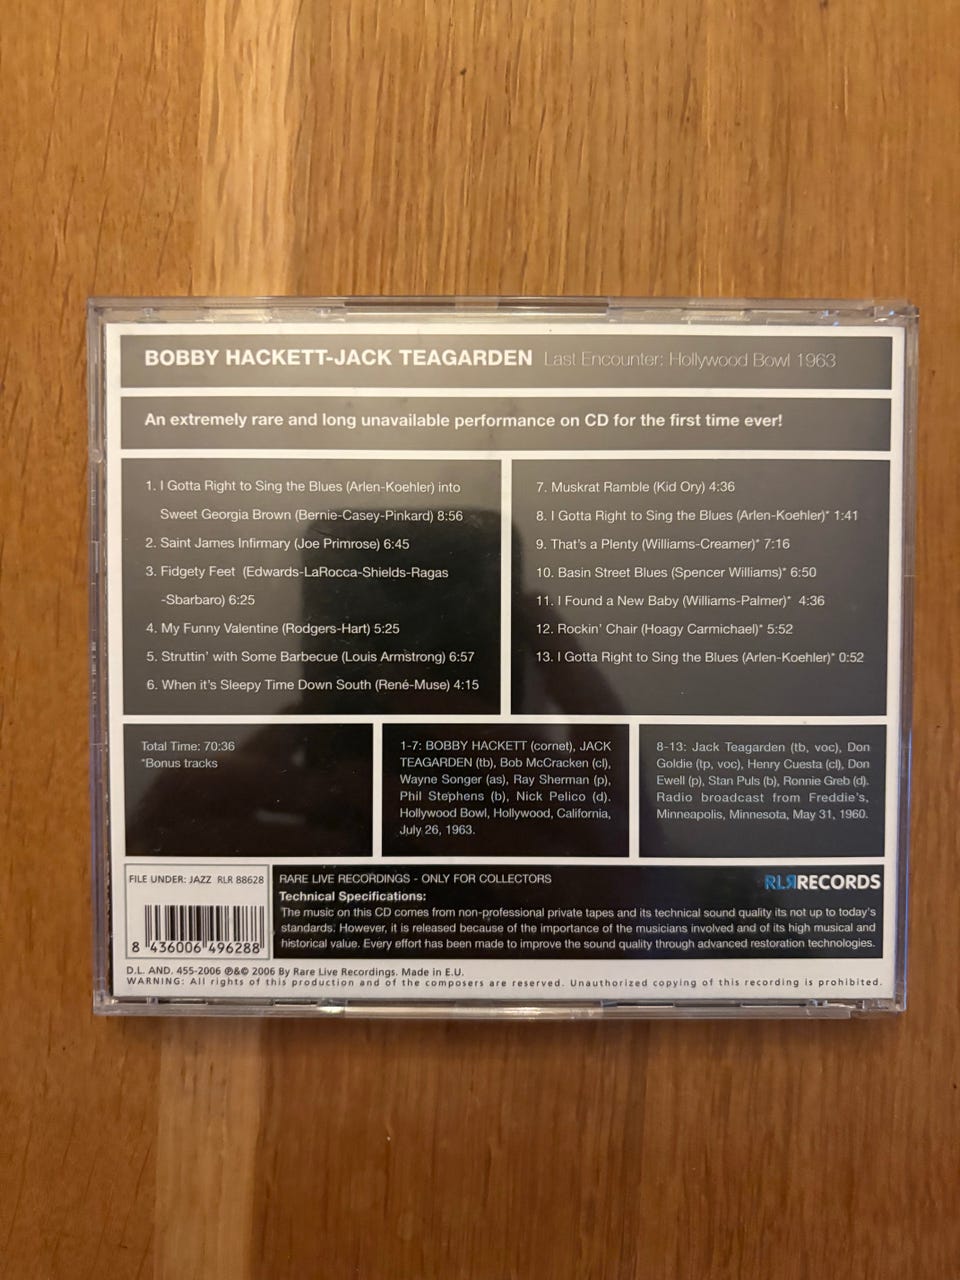 BOBBY HACKETT-JACK TEAGARDEN Last Encounter: Hollywood Bowl 1963
An extremely rare and long unavailable performance on CD for the first time ever!
1. I Gotta Right to Sing the Blues (Arlen-Koehler) into
Sweet Georgia Brown (Bernie-Casey-Pinkard) 8:56
2. Saint James Infirmary (Joe Primrose) 6:45
3. Fidgety Feet (Edwards-LaRocca-Shields-Ragas
-Sbarbaro) 6:25
4. My Funny Valentine (Rodgers-Hart) 5:25
5. Struttin' with Some Barbecue (Louis Armstrong) 6:57
6. When it's Sleepy Time Down South (René-Muse) 4:15
7. Muskrat Ramble (Kid Ory) 4:36
8. I Gotta Right to Sing the Blues (Arlen-Koehler)* 1:41
9. That's a Plenty (Williams-Creamer)* 7:16
10. Basin Street Blues (Spencer Williams)* 6:50
11. I Found a New Baby (Williams-Palmer)* 4:36
12. Rockin' Chair (Hoagy Carmichael)* 5:52
13. I Gotta Right to Sing the Blues (Arlen-Koehler)* 0:52
Total Time: 70:36
*Bonus tracks
1-7: BOBBY HACKETT (cornet), JACK
TEAGARDEN (tb), Bob McCracken (cl),
Wayne Songer (as), Ray Sherman (p),
Phil Stephens (b), Nick Pelico (d).
Hollywood Bowl, Hollywood, California,
July 26, 1963.
8-13: Jack Teagarden (tb, voc), Don
Goldie (tp, voc), Henry Cuesta (cl), Don
Ewell (p), Stan Puls (b), Ronnie Greb (d).
Radio broadcast from Freddie's,
Minneapolis, Minnesota, May 31, 1960.
FILE UNDER: JAZZ RLR 88628
8 436006 496288
RARE LIVE RECORDINGS - ONLY FOR COLLECTORS
RLRRECORDS
Technical Specifications:
The music on this CD comes from non-professional private tapes and its technical sound quality its not up to today's
standards. However, it is released because of the importance of the musicians involved and of its high musical and
historical value. Every effort has been made to improve the sound quality through advanced restoration technologies.
D.L. AND. 455-2006 ℗&© 2006 By Rare Live Recordings. Made in E.U.
WARNING: All rights of this production and of the composers are reserved. Unauthorized copying of this recording is prohibited.